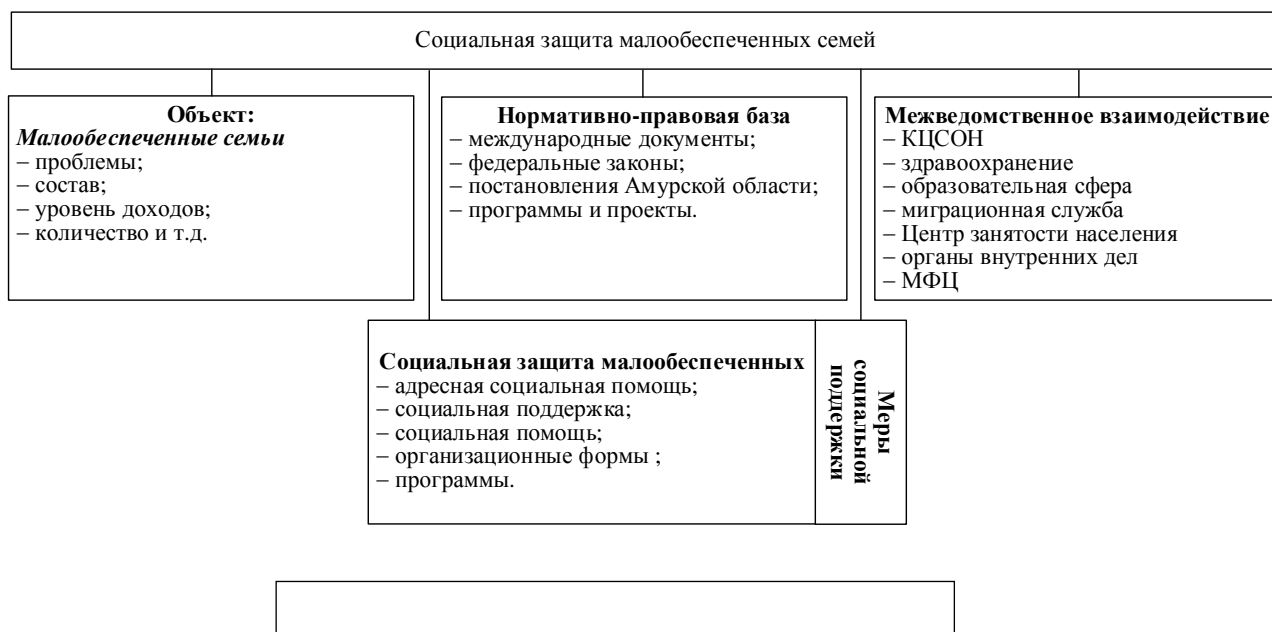 Социальная защита малообеспеченных семей
Объект:
Малообеспеченные семьи
– проблемы;
– состав;
– уровень доходов;
– количество и т.д.
Нормативно-правовая база
– международные документы;
– федеральные законы;
– постановления Амурской области;
– программы и проекты.
Межведомственное взаимодействие
– КЦСОН
– здравоохранение
– образовательная сфера
– миграционная служба
– Центр занятости населения
– органы внутренних дел
– МФЦ
Социальная защита малообеспеченных
– адресная социальная помощь;
– социальная поддержка;
– социальная помощь;
– организационные формы ;
– программы.
Меры
социальной
поддержки